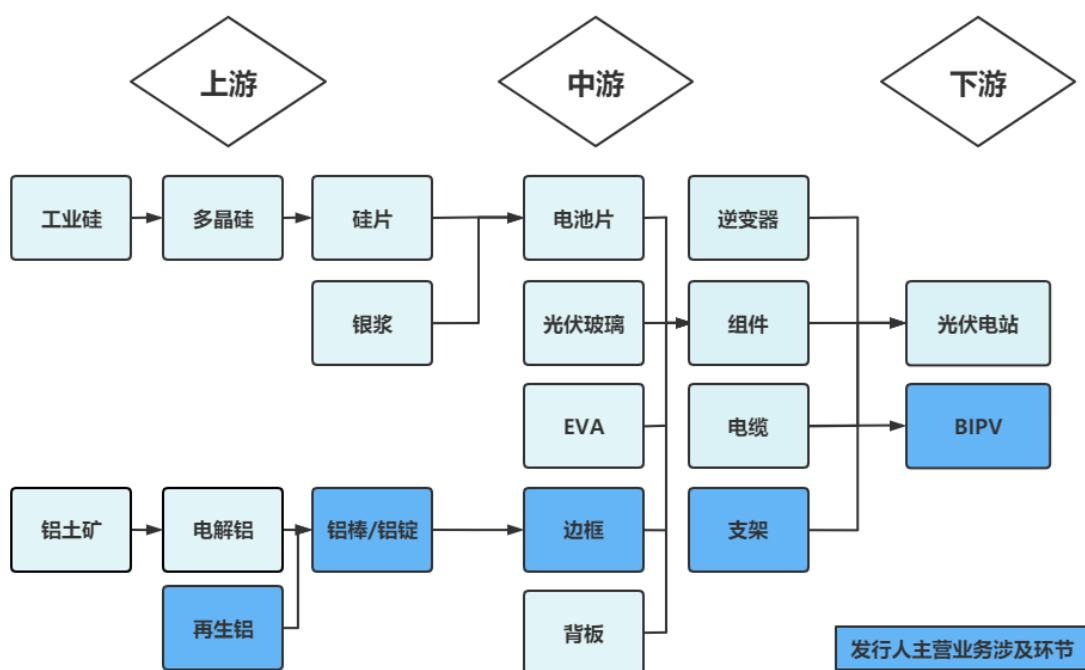 上游
中游
下游
工业硅
多晶硅
硅片
电池片
逆变器
银浆
光伏玻璃
组件
光伏电站
EVA
电缆
BIPV
铝土矿
电解铝
铝棒/铝锭
边框
支架
再生铝
背板
发行人主营业务涉及环节